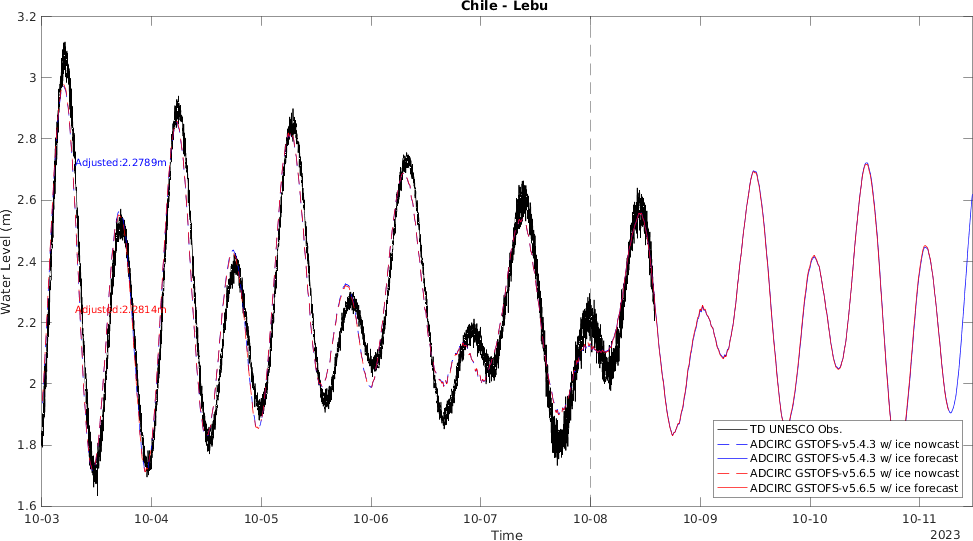 Chile - Lebu
3.2
3
2.8
2.6
2.4
2.2
2
1.8
1.6
Water Level (m)
Adjusted:2.2789m
Adjusted:2.2814m
TD UNESCO Obs.
ADCIRC GSTOFS-v5.4.3 w/ ice nowcast
ADCIRC GSTOFS-v5.4.3 w/ ice forecast
ADCIRC GSTOFS-v5.6.5 w/ ice nowcast
ADCIRC GSTOFS-v5.6.5 w/ ice forecast
10-03 10-04 10-05 10-06 10-07 10-08 10-09 10-10 10-11
Time
2023